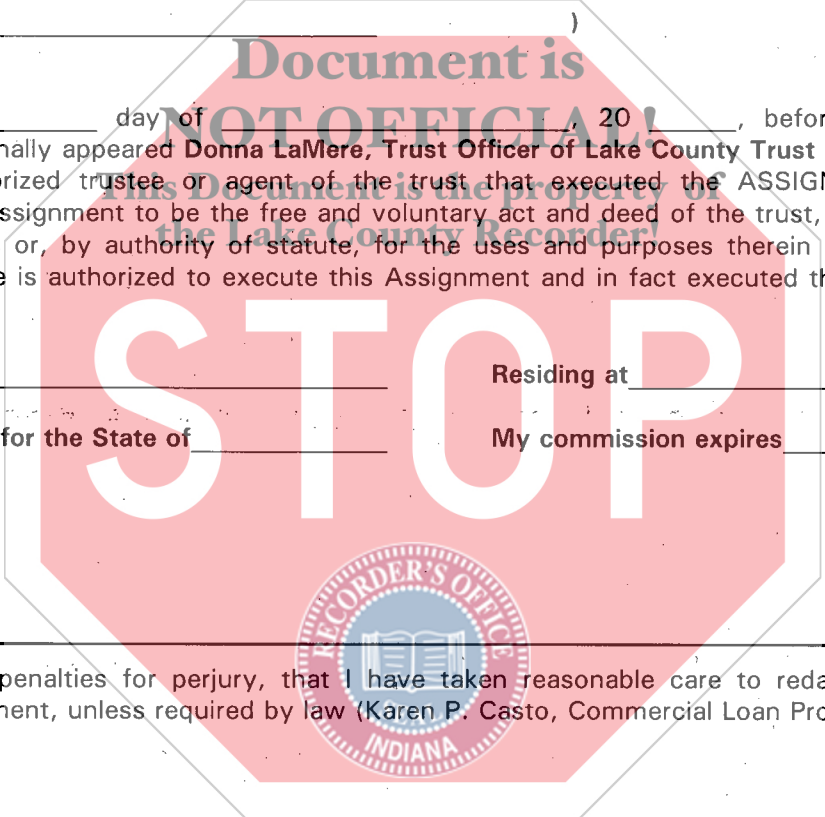 )
Document is
day of , 20 , before
NOT OFFICIAL!
nally appeared Donna LaMere, Trust Officer of Lake County Trust
orized trustee or agent of the trust that executed the ASSIGN
This Document is the property of
ssignment to be the free and voluntary act and deed of the trust,
the Lake County Recorder!
or, by authority of statute, for the uses and purposes therein
e is authorized to execute this Assignment and in fact executed th
STOP
Residing at
for the State of My commission expires
RECORDER'S OFFICE
penalties for perjury, that I have taken reasonable care to reda
ment, unless required by law (Karen P. Casto, Commercial Loan Pro
INDIANA